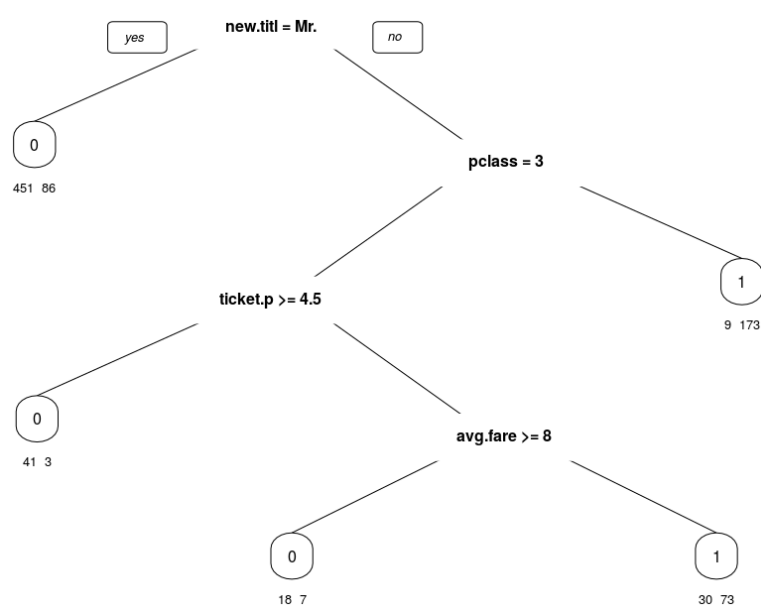 new.titl = Mr.
yes
no
0
451 86
pclass = 3
1
9 173
ticket.p >= 4.5
0
41 3
avg.fare >= 8
0
18 7
1
30 73